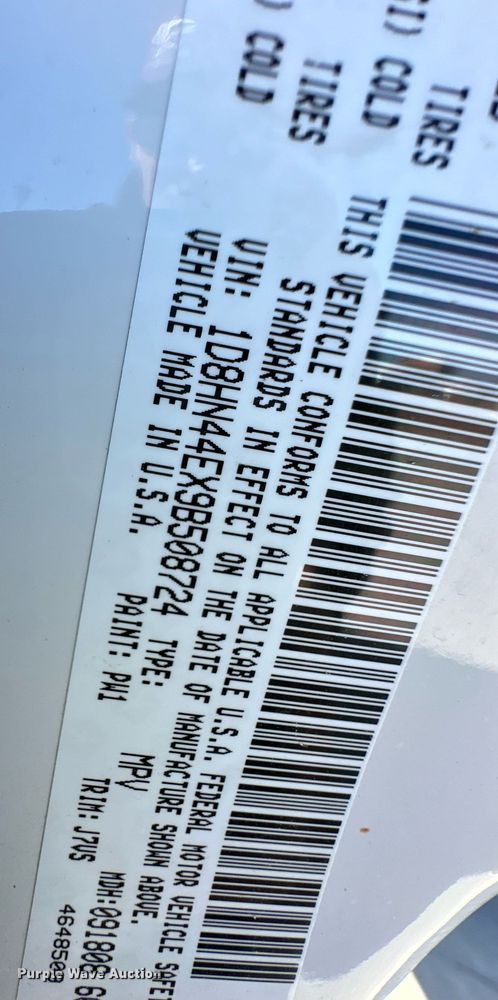 SI) COLD
I) COLD
TIRES
TIRES
THIS VEHICLE CONFORMS TO ALL APPLICABLE U.S.A. FEDERAL MOTOR VEHICLE
STANDARDS IN EFFECT ON THE DATE OF MANUFACTURE SHOWN ABOVE.
VIN: 1D8HN44EX9B508724 TYPE: MPV MDH:
VEHICLE MADE IN U.S.A. PAINT: PW1 TRIM: J7US
Purple Wave Auction